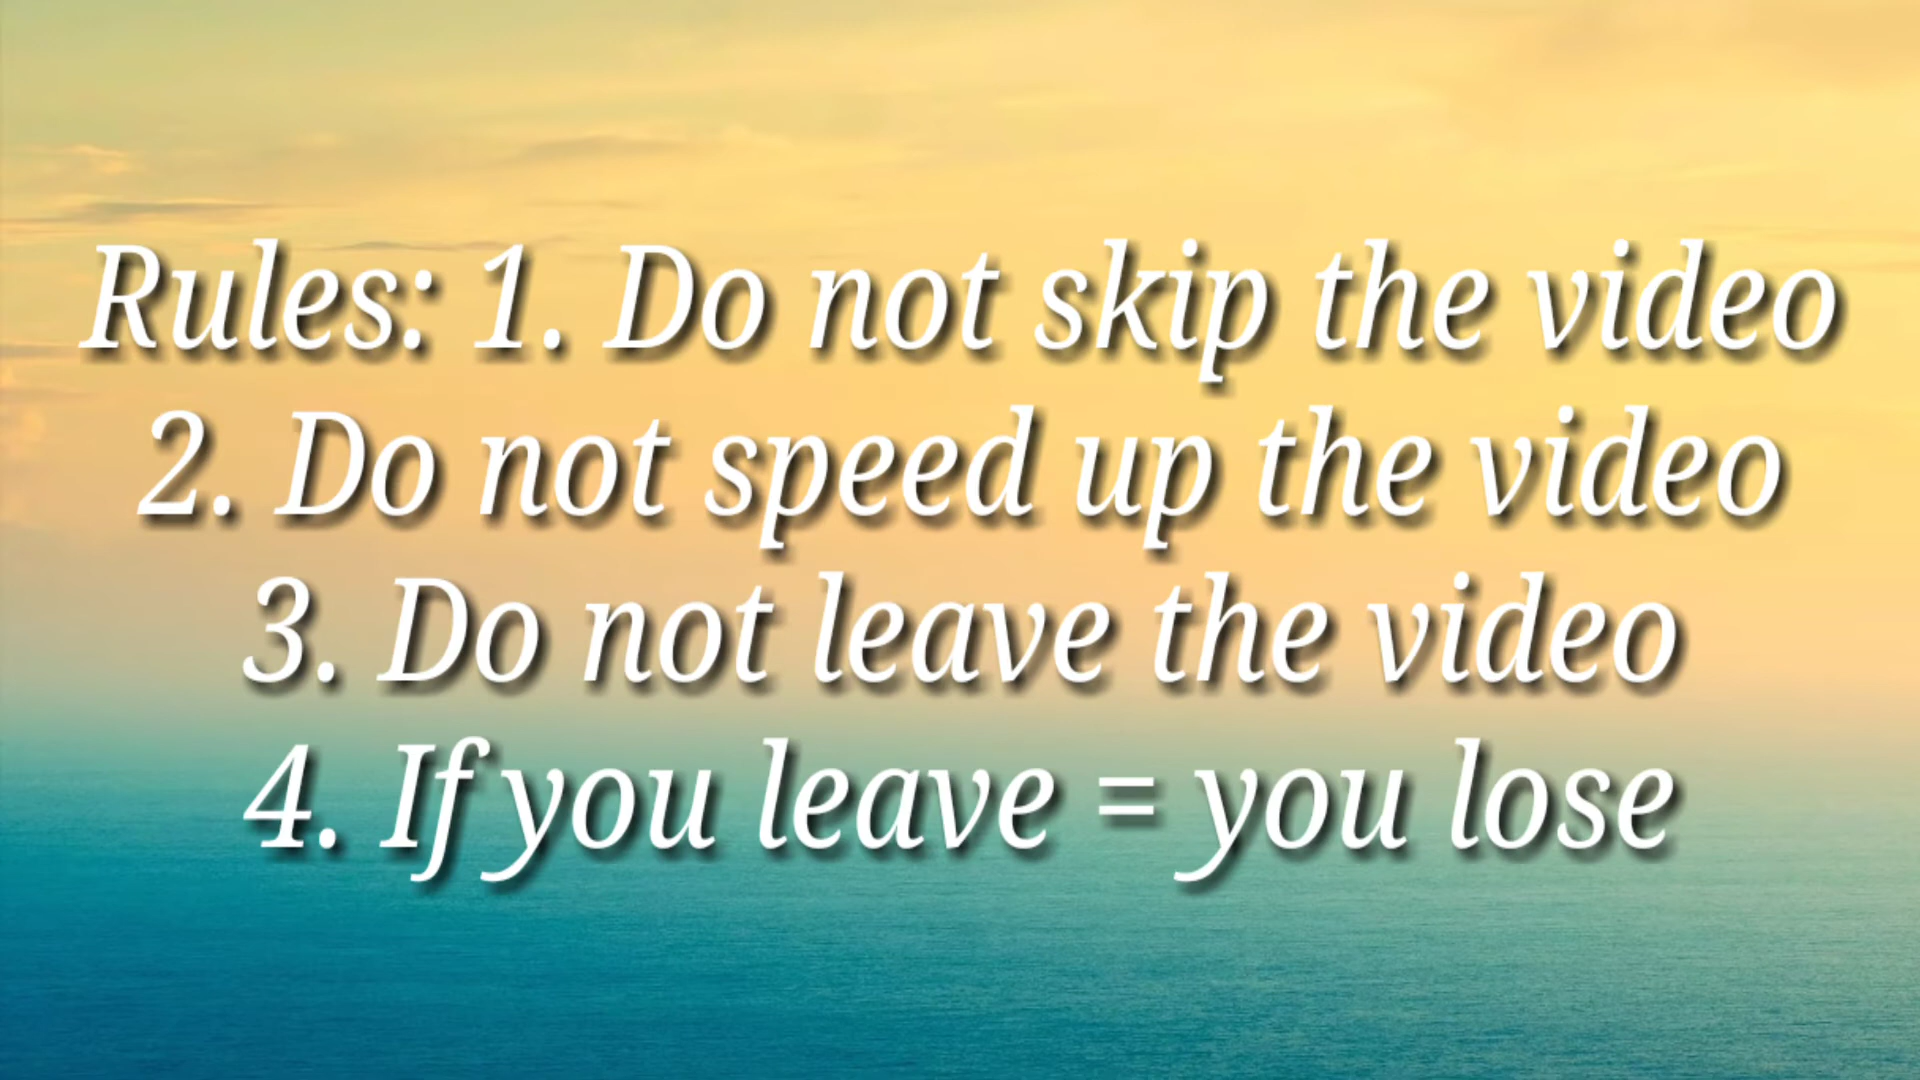 Rules: 1. Do not skip the video
2. Do not speed up the video
3. Do not leave the video
4. If you leave = you lose